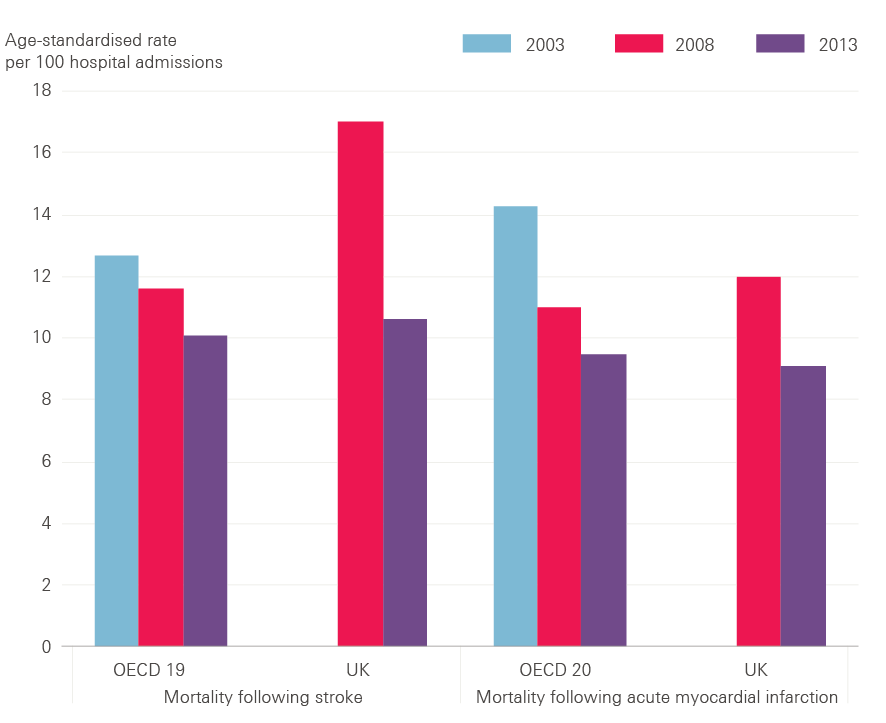 Age-standardised rate
per 100 hospital admissions
2003 2008 2013
18
16
14
12
10
8
6
4
2
0
OECD 19 UK OECD 20 UK
Mortality following stroke Mortality following acute myocardial infarction